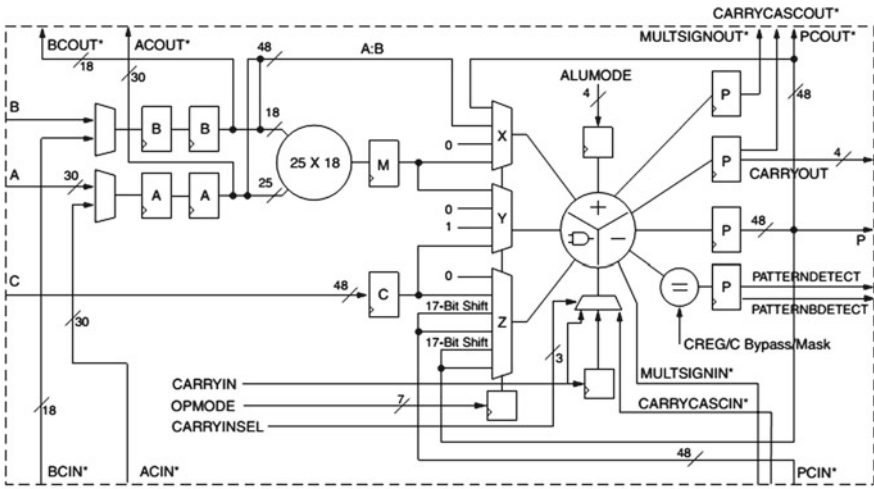 CARRYCASCOUT*
BCOUT* ACOUT* MULTSIGNOUT* PCOUT*
48 A:B
18 30 ALUMODE
4 P 48
B 18 X
B B 0
25 X 18 M P 4
A 30 CARRYOUT
A A 25 Y
0 + P 48
1 − P
C 48 C 0 = P PATTERNDETECT
17-Bit Shift PATTERNBDETECT
30 Z
17-Bit Shift CREG/C Bypass/Mask
3
CARRYIN MULTSIGNIN*
OPMODE 7
18 CARRYCASCIN*
CARRYINSEL
48
BCIN* ACIN* PCIN*